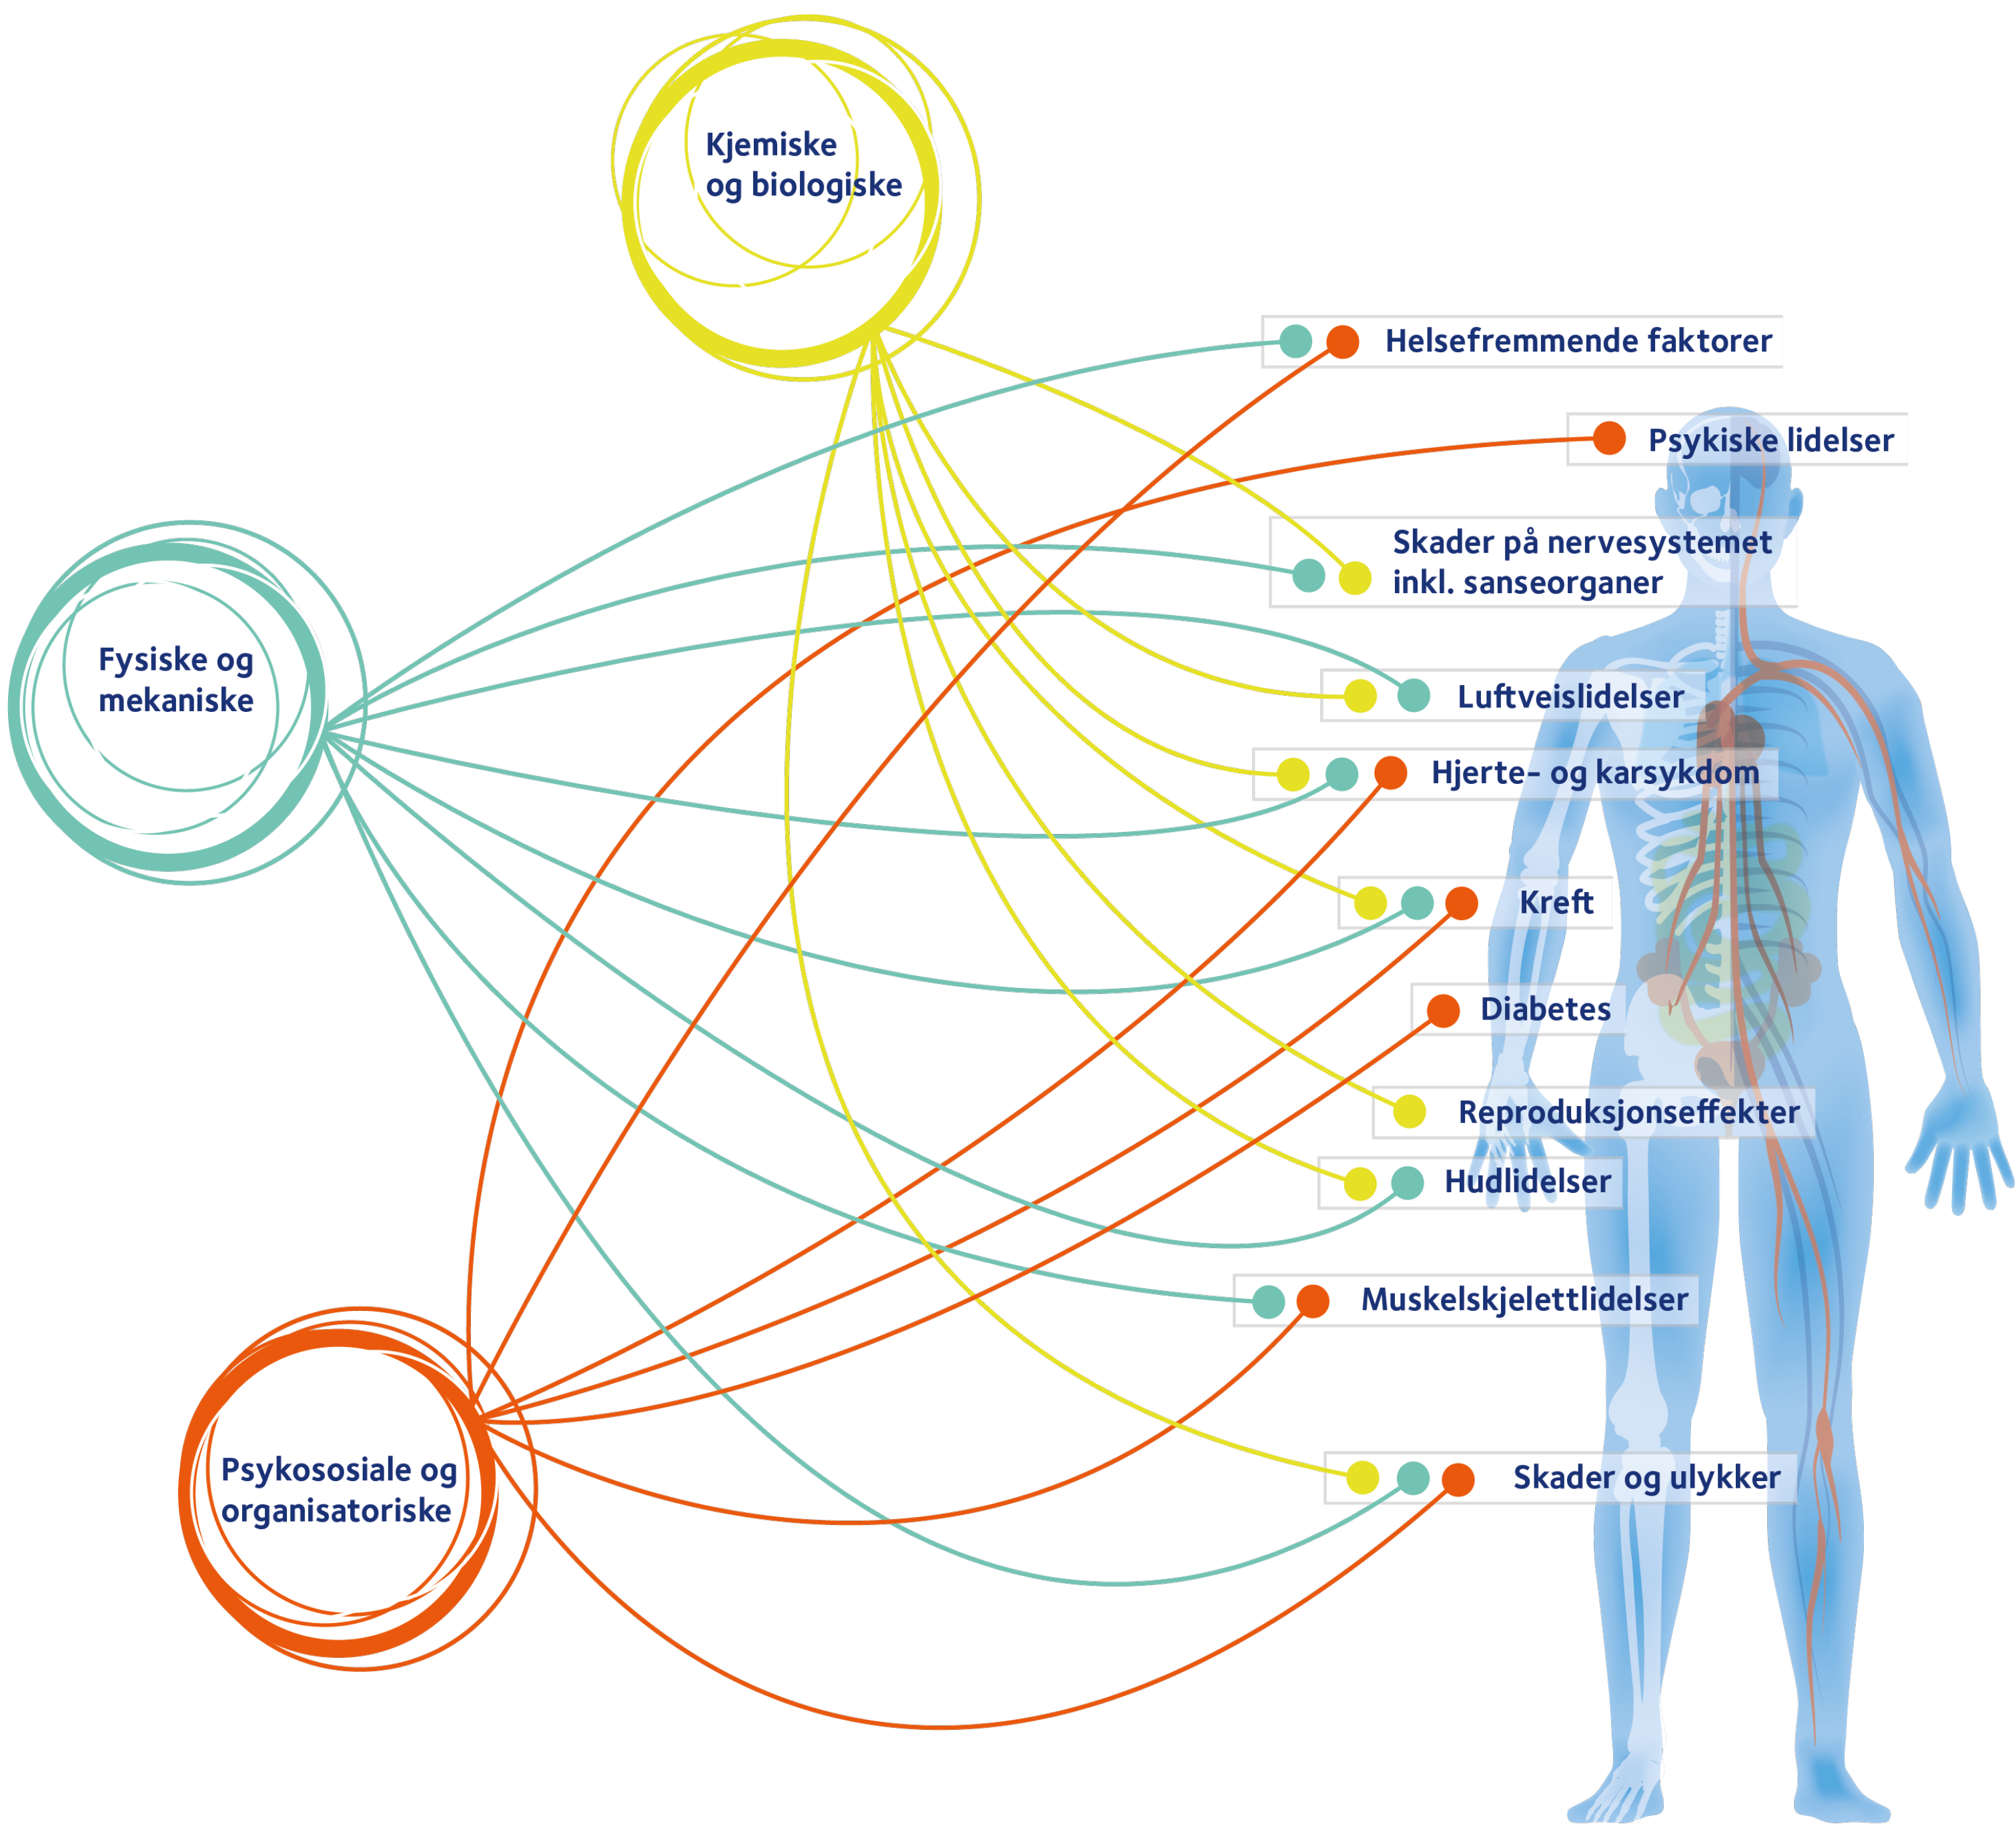 Kjemiske
og biologiske
Helsefremmende faktorer
Psykiske lidelser
Skader på nervesystemet
inkl. sanseorganer
Fysiske og
mekaniske
Luftveislidelser
Hjerte- og karsykdom
Kreft
Diabetes
Reproduksjonseffekter
Hudlidelser
Muskelskjelettlidelser
Psykososiale og
organisatoriske
Skader og ulykker